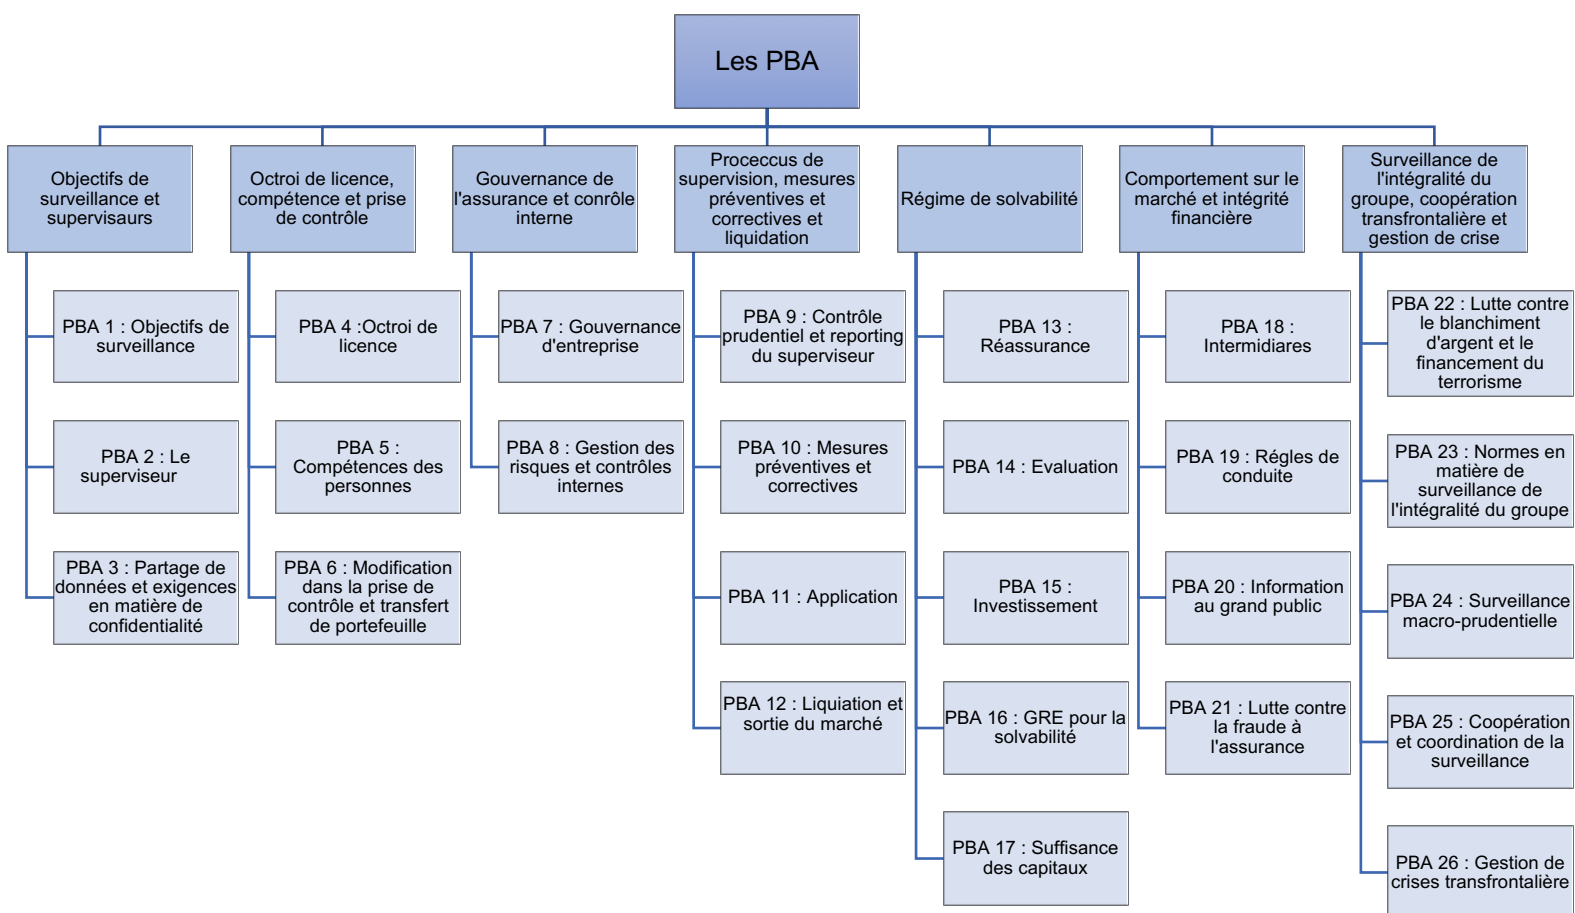 Les PBA
Objectifs de
surveillance et
supervisaurs
PBA 1 : Objectifs de
surveillance
PBA 2 : Le
superviseur
PBA 3 : Partage de
données et exigences
en matière de
confidentialité
Octroi de licence,
compétence et prise
de contrôle
PBA 4 :Octroi de
licence
PBA 5 :
Compétences des
personnes
PBA 6 : Modification
dans la prise de
contrôle et transfert
de portefeuille
Gouvernance de
l'assurance et conrôle
interne
PBA 7 : Gouvernance
d'entreprise
PBA 8 : Gestion des
risques et contrôles
internes
Proceccus de
supervision, mesures
préventives et
correctives et
liquidation
PBA 9 : Contrôle
prudentiel et reporting
du superviseur
PBA 10 : Mesures
préventives et
correctives
PBA 11 : Application
PBA 12 : Liquiation et
sortie du marché
Régime de solvabilité
PBA 13 :
Réassurance
PBA 14 : Evaluation
PBA 15 :
Investissement
PBA 16 : GRE pour la
solvabilité
PBA 17 : Suffisance
des capitaux
Comportement sur le
marché et intégrité
financière
PBA 18 :
Intermidiares
PBA 19 : Régles de
conduite
PBA 20 : Information
au grand public
PBA 21 : Lutte contre
la fraude à
l'assurance
Surveillance de
l'intégralité du
groupe, coopération
transfrontalière et
gestion de crise
PBA 22 : Lutte contre
le blanchiment
d'argent et le
financement du
terrorisme
PBA 23 : Normes en
matière de
surveillance de
l'intégralité du groupe
PBA 24 : Surveillance
macro-prudentielle
PBA 25 : Coopération
et coordination de la
surveillance
PBA 26 : Gestion de
crises transfrontalière